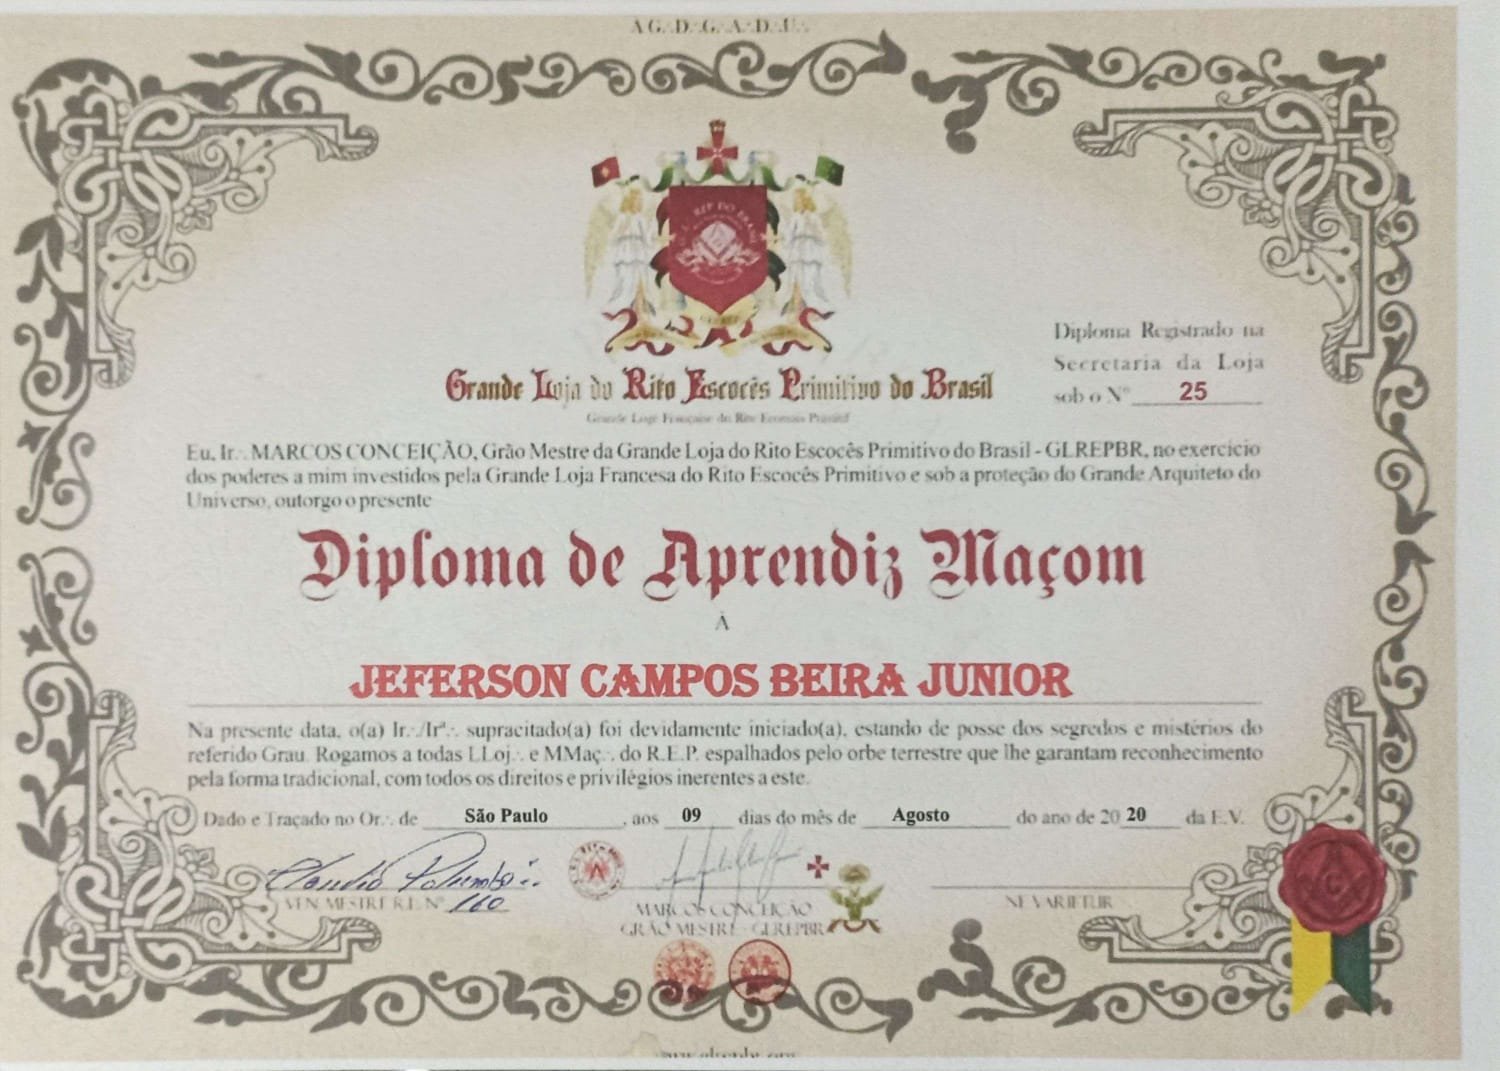 A G∴D∴G∴A∴D∴U∴
Grande Loja do Rito Escocês Primitivo do Brasil
Diploma Registrado na
Secretaria da Loja
sob o Nº 25
Eu, Ir∴ MARCOS CONCEIÇÃO, Grão Mestre da Grande Loja do Rito Escocês Primitivo do Brasil - GLREPBR, no exercício
dos poderes a mim investidos pela Grande Loja Francesa do Rito Escocês Primitivo e sob a proteção do Grande Arquiteto do
Universo, outorgo o presente
Diploma de Aprendiz Maçom
À
JEFERSON CAMPOS BEIRA JUNIOR
Na presente data, o(a) Ir∴/Irª∴ supracitado(a) foi devidamente iniciado(a), estando de posse dos segredos e mistérios do
referido Grau. Rogamos a todas LLoj∴ e MMaç∴ do R.E.P. espalhados pelo orbe terrestre que lhe garantam reconhecimento
pela forma tradicional, com todos os direitos e privilégios inerentes a este.
Dado e Traçado no Or∴ de São Paulo, aos 09 dias do mês de Agosto do ano de 20 20 da E.V.
VEN MESTRE R.E. Nº 160
MARCOS CONCEIÇÃO
GRÃO MESTRE - GLREPBR
NE VARIETUR